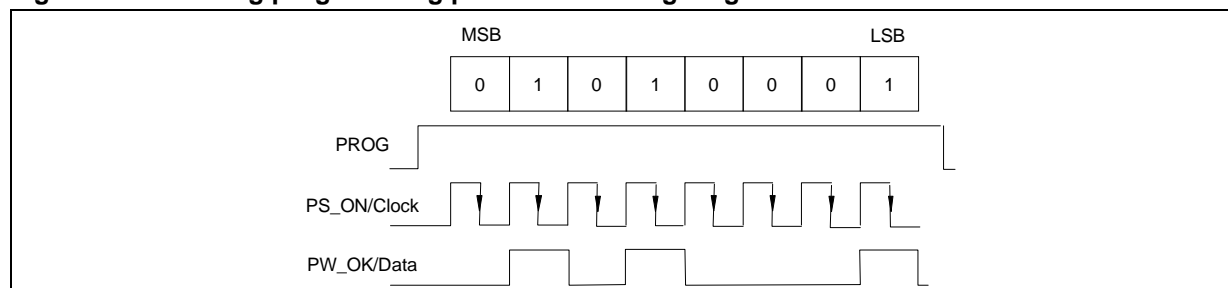 MSB LSB
0 1 0 1 0 0 0 1
PROG
PS_ON/Clock
PW_OK/Data